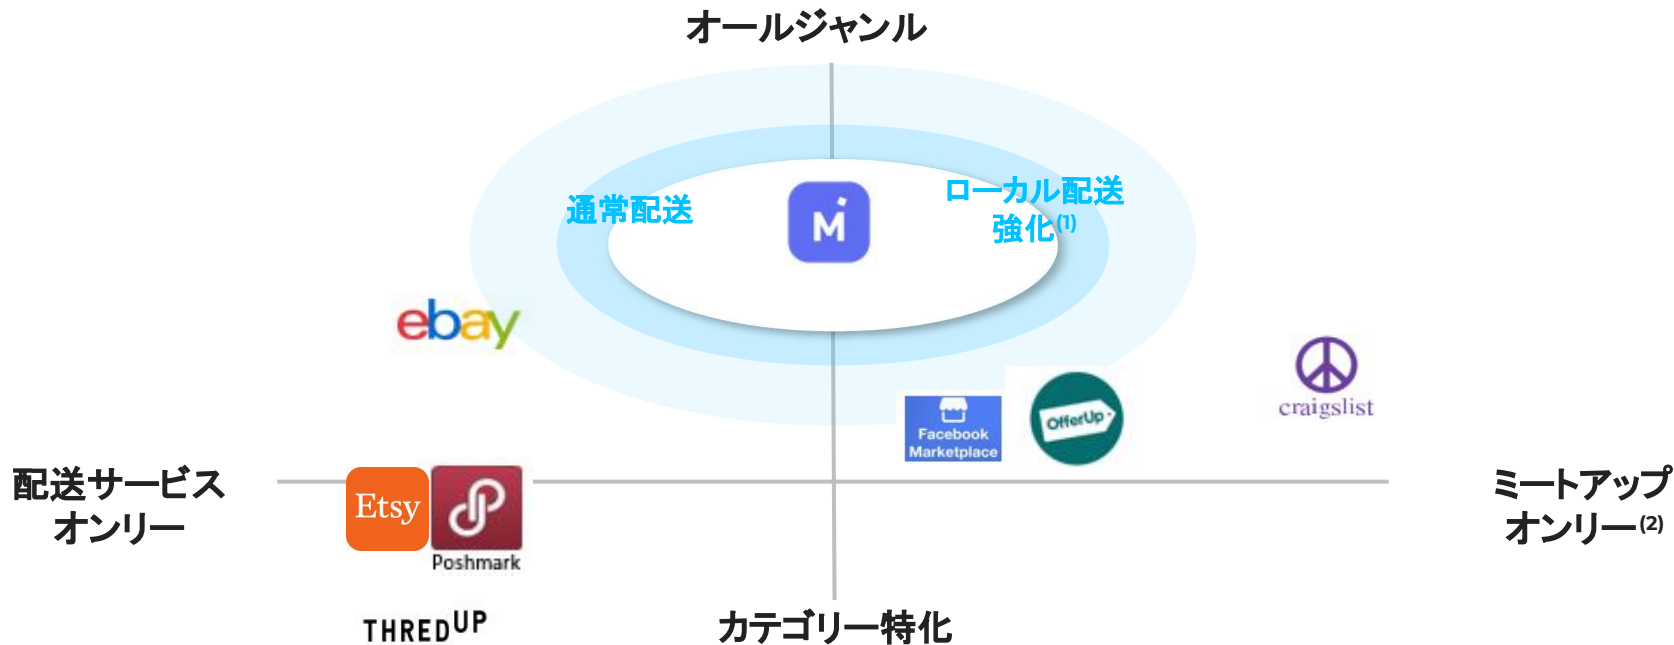 オールジャンル
通常配送
M
ローカル配送
強化(1)
ebay
craigslist
Facebook
Marketplace
OfferUp
配送サービス
オンリー
ミートアップ
オンリー(2)
Etsy
Poshmark
THREDUP
カテゴリー特化